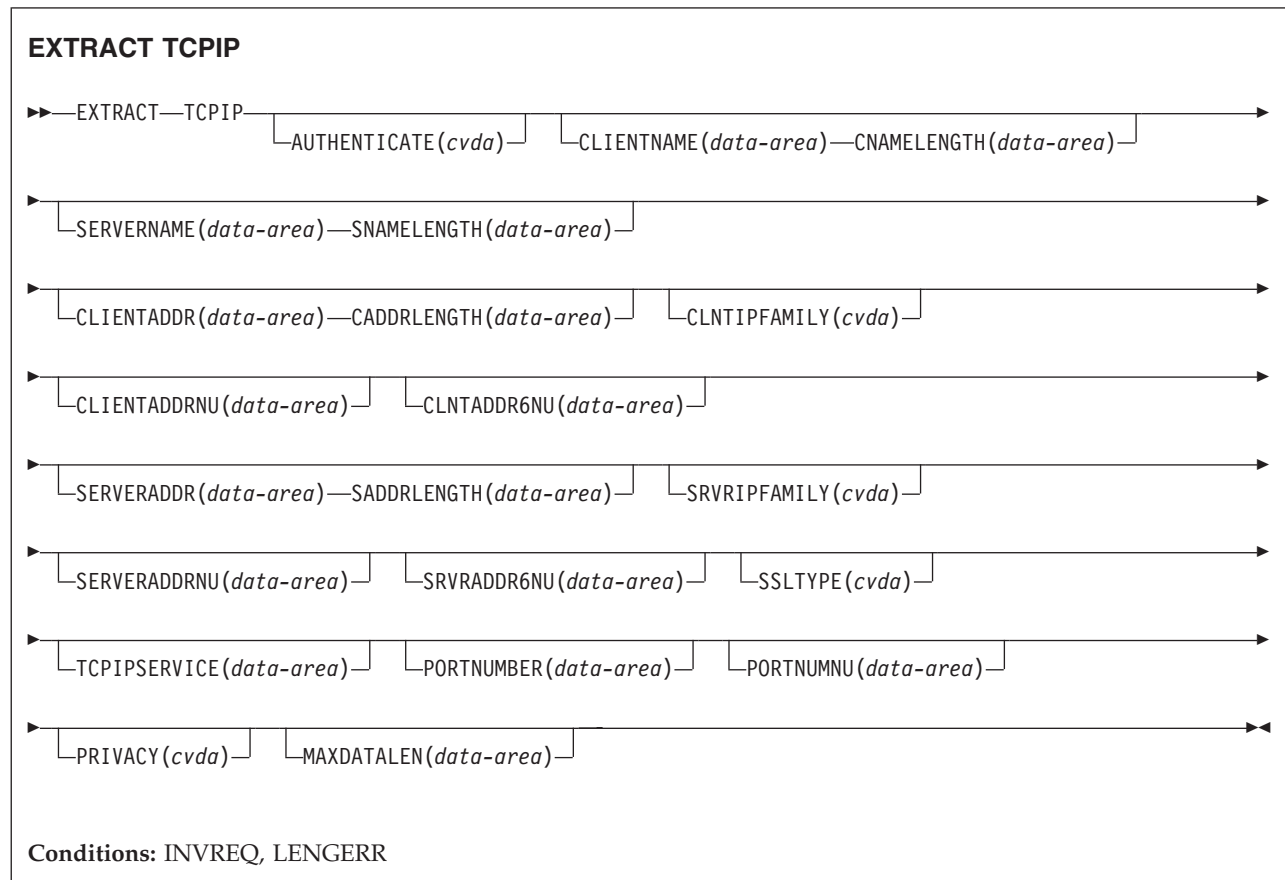 EXTRACT TCPIP
EXTRACT TCPIP
AUTHENTICATE(cvda) CLIENTNAME(data-area) CNAMELENGTH(data-area)
SERVERNAME(data-area) SNAMELENGTH(data-area)
CLIENTADDR(data-area) CADDRLENGTH(data-area) CLNTIPFAMILY(cvda)
CLIENTADDRNU(data-area) CLNTADDR6NU(data-area)
SERVERADDR(data-area) SADDRLENGTH(data-area) SRVRIPFAMILY(cvda)
SERVERADDRNU(data-area) SRVRADDR6NU(data-area) SSLTYPE(cvda)
TCPIPSERVICE(data-area) PORTNUMBER(data-area) PORTNUMNU(data-area)
PRIVACY(cvda) MAXDATALEN(data-area)
Conditions: INVREQ, LENGERR